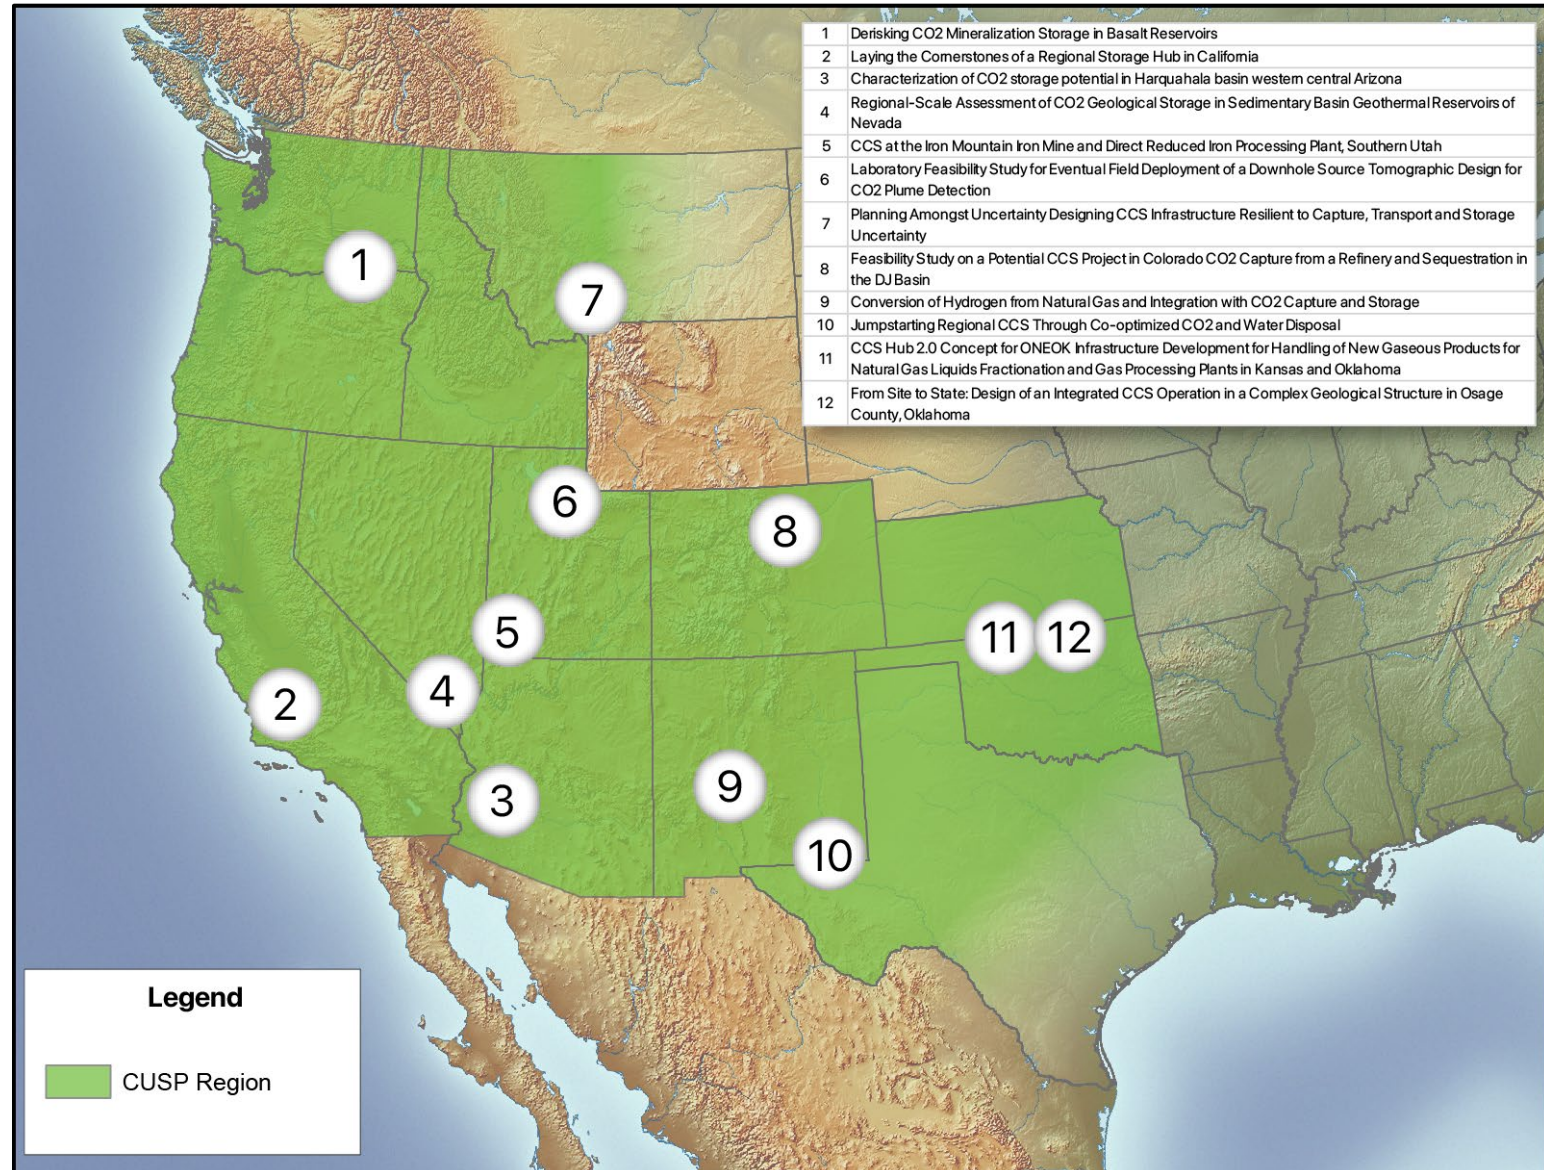 1 Derisking CO2 Mineralization Storage in Basalt Reservoirs
2 Laying the Cornerstones of a Regional Storage Hub in California
3 Characterization of CO2 storage potential in Harquahala basin western central Arizona
4 Regional-Scale Assessment of CO2 Geological Storage in Sedimentary Basin Geothermal Reservoirs of
Nevada
5 CCS at the Iron Mountain Iron Mine and Direct Reduced Iron Processing Plant, Southern Utah
6 Laboratory Feasibility Study for Eventual Field Deployment of a Downhole Source Tomographic Design for
CO2 Plume Detection
7 Planning Amongst Uncertainty Designing CCS Infrastructure Resilient to Capture, Transport and Storage
Uncertainty
8 Feasibility Study on a Potential CCS Project in Colorado CO2 Capture from a Refinery and Sequestration in
the DJ Basin
9 Conversion of Hydrogen from Natural Gas and Integration with CO2 Capture and Storage
10 Jumpstarting Regional CCS Through Co-optimized CO2 and Water Disposal
11 CCS Hub 2.0 Concept for ONEOK Infrastructure Development for Handling of New Gaseous Products for
Natural Gas Liquids Fractionation and Gas Processing Plants in Kansas and Oklahoma
12 From Site to State: Design of an Integrated CCS Operation in a Complex Geological Structure in Osage
County, Oklahoma
1
7
6
8
5
11 12
4
2
9
3
10
Legend
CUSP Region